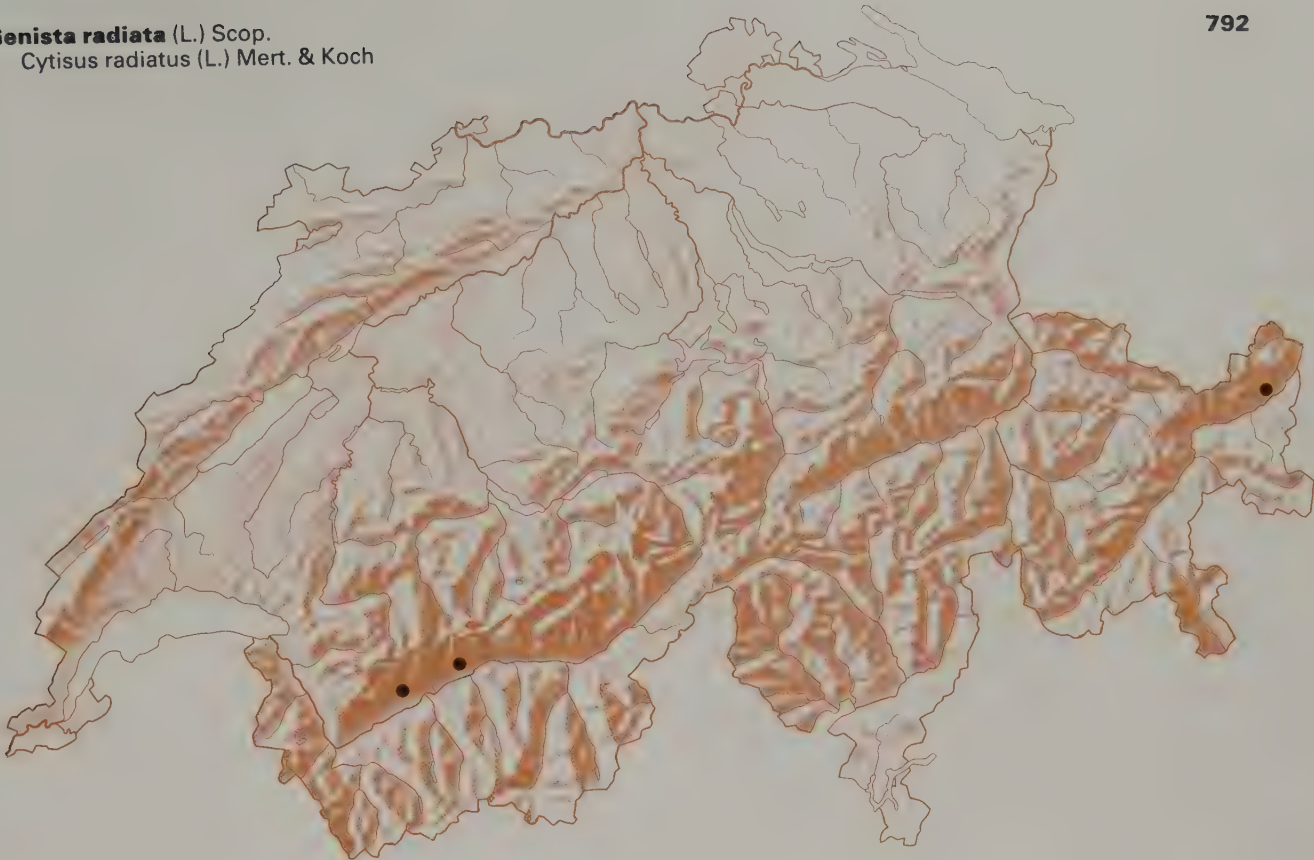 Genista radiata (L.) Scop.
Cytisus radiatus (L.) Mert. & Koch
792